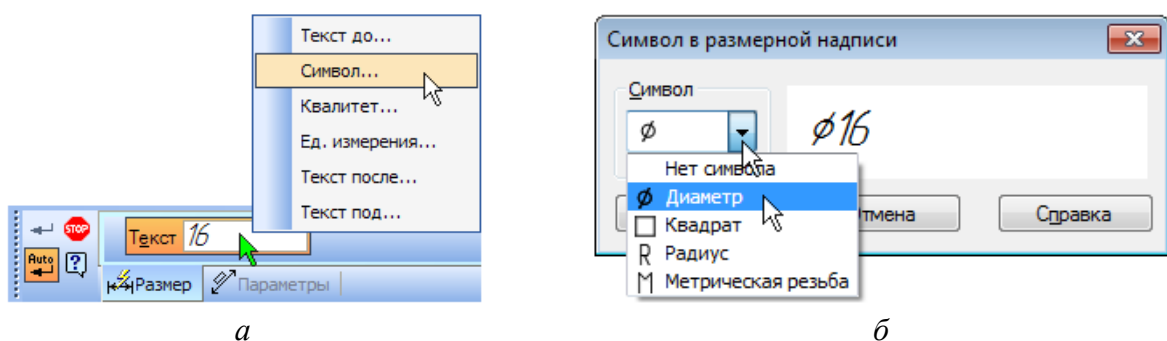 Текст до...
Символ...
Квалитет...
Ед. измерения...
Текст после...
Текст под...
STOP
Текст 16
Auto
?
Размер Параметры
а
Символ в размерной надписи
Символ
ø ø16
Нет символа
ø Диаметр
Квадрат
R Радиус
M Метрическая резьба
тмена Справка
б